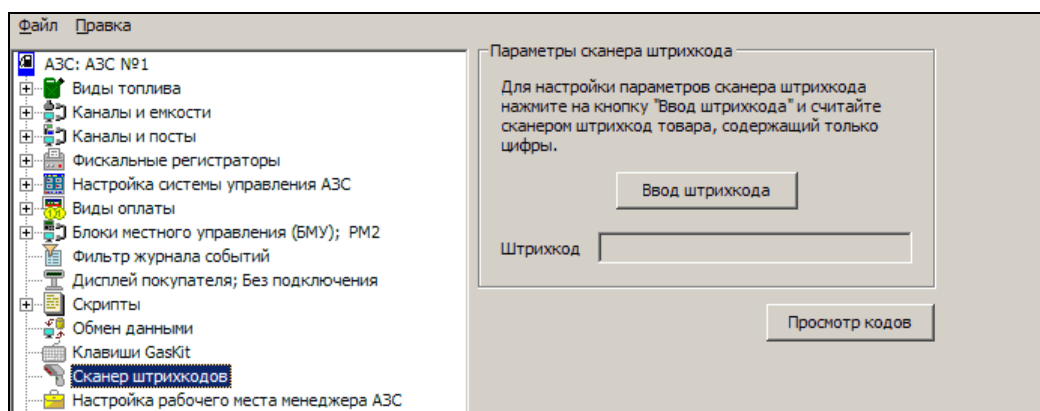 Файл Правка
АЗС: АЗС №1
Виды топлива
Каналы и емкости
Каналы и посты
Фискальные регистраторы
Настройка системы управления АЗС
Виды оплаты
Блоки местного управления (БМУ); РМ2
Фильтр журнала событий
Дисплей покупателя; Без подключения
Скрипты
Обмен данными
Клавиши GasKit
Сканер штрихкодов
Настройка рабочего места менеджера АЗС
Параметры сканера штрихкода
Для настройки параметров сканера штрихкода
нажмите на кнопку "Ввод штрихкода" и считайте
сканером штрихкод товара, содержащий только
цифры.
Ввод штрихкода
Штрихкод
Просмотр кодов